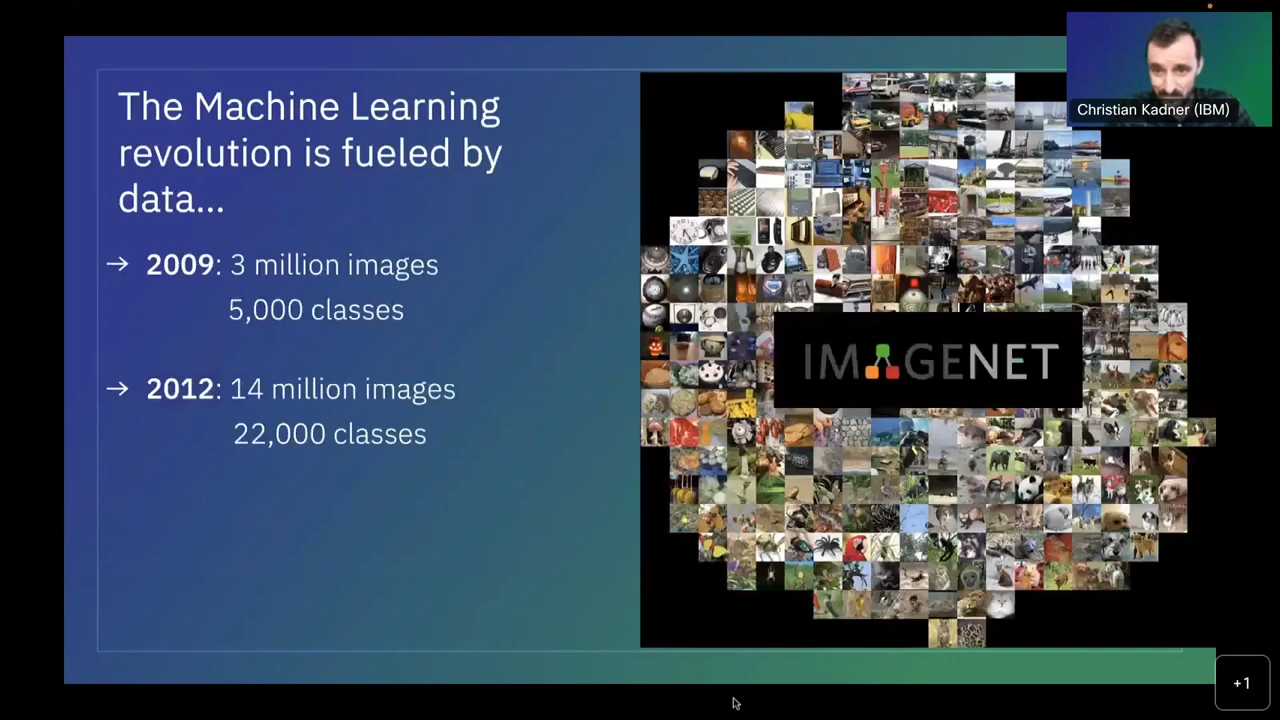 The Machine Learning
revolution is fueled by
data...
→ 2009: 3 million images
5,000 classes
→ 2012: 14 million images
22,000 classes
IMAGENET
Christian Kadner (IBM)
+1